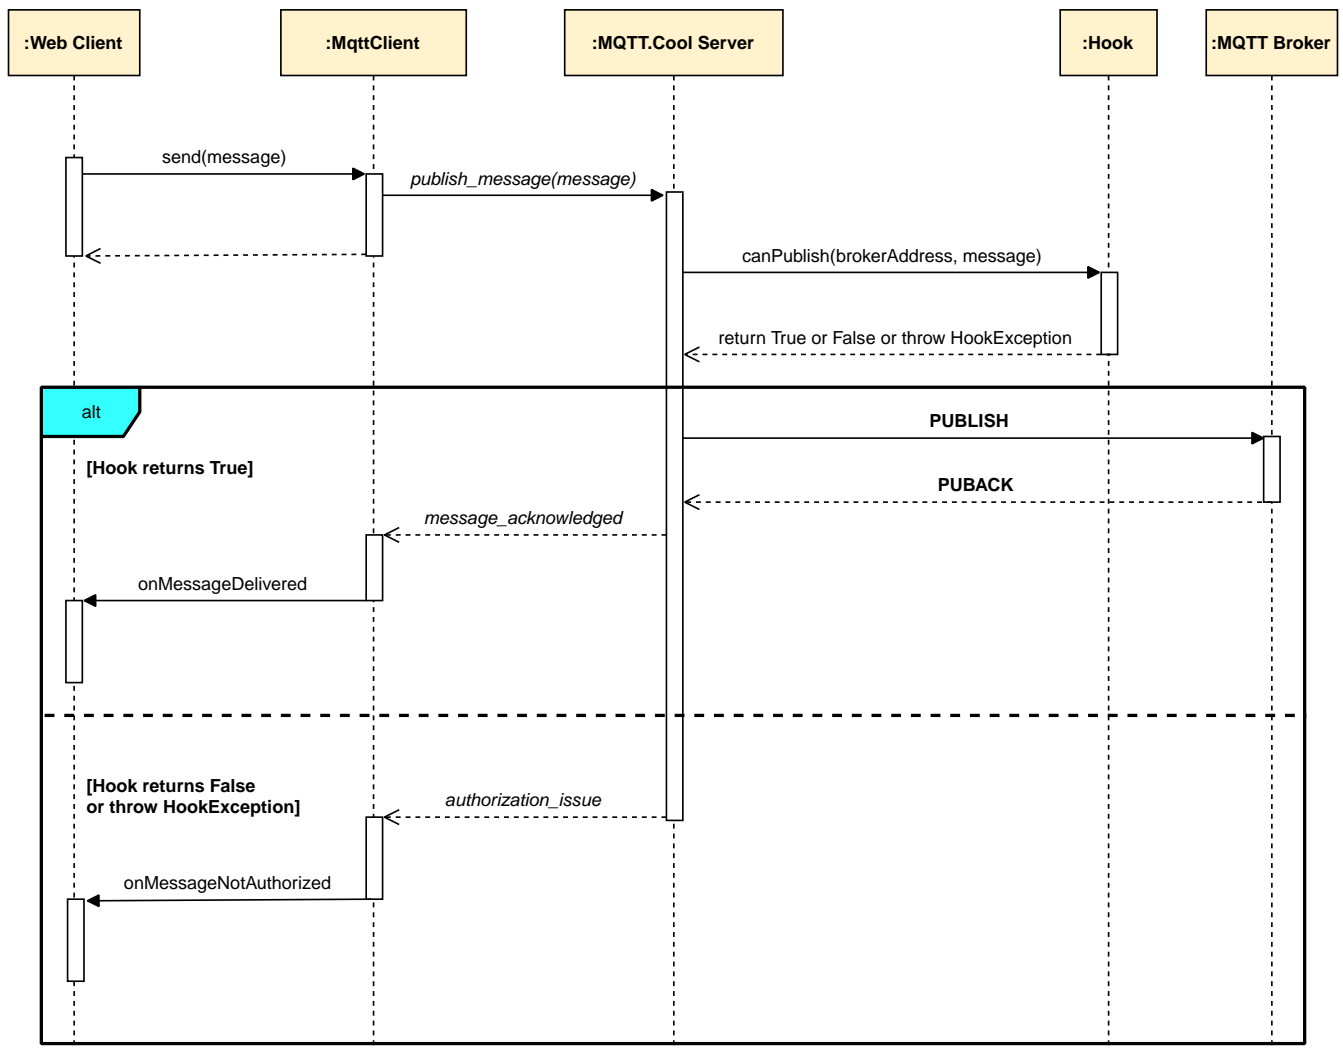 :Web Client
:MqttClient
:MQTT.Cool Server
:Hook
:MQTT Broker
send(message)
publish_message(message)
canPublish(brokerAddress, message)
return True or False or throw HookException
alt
PUBLISH
[Hook returns True]
PUBACK
message_acknowledged
onMessageDelivered
[Hook returns False
or throw HookException]
authorization_issue
onMessageNotAuthorized